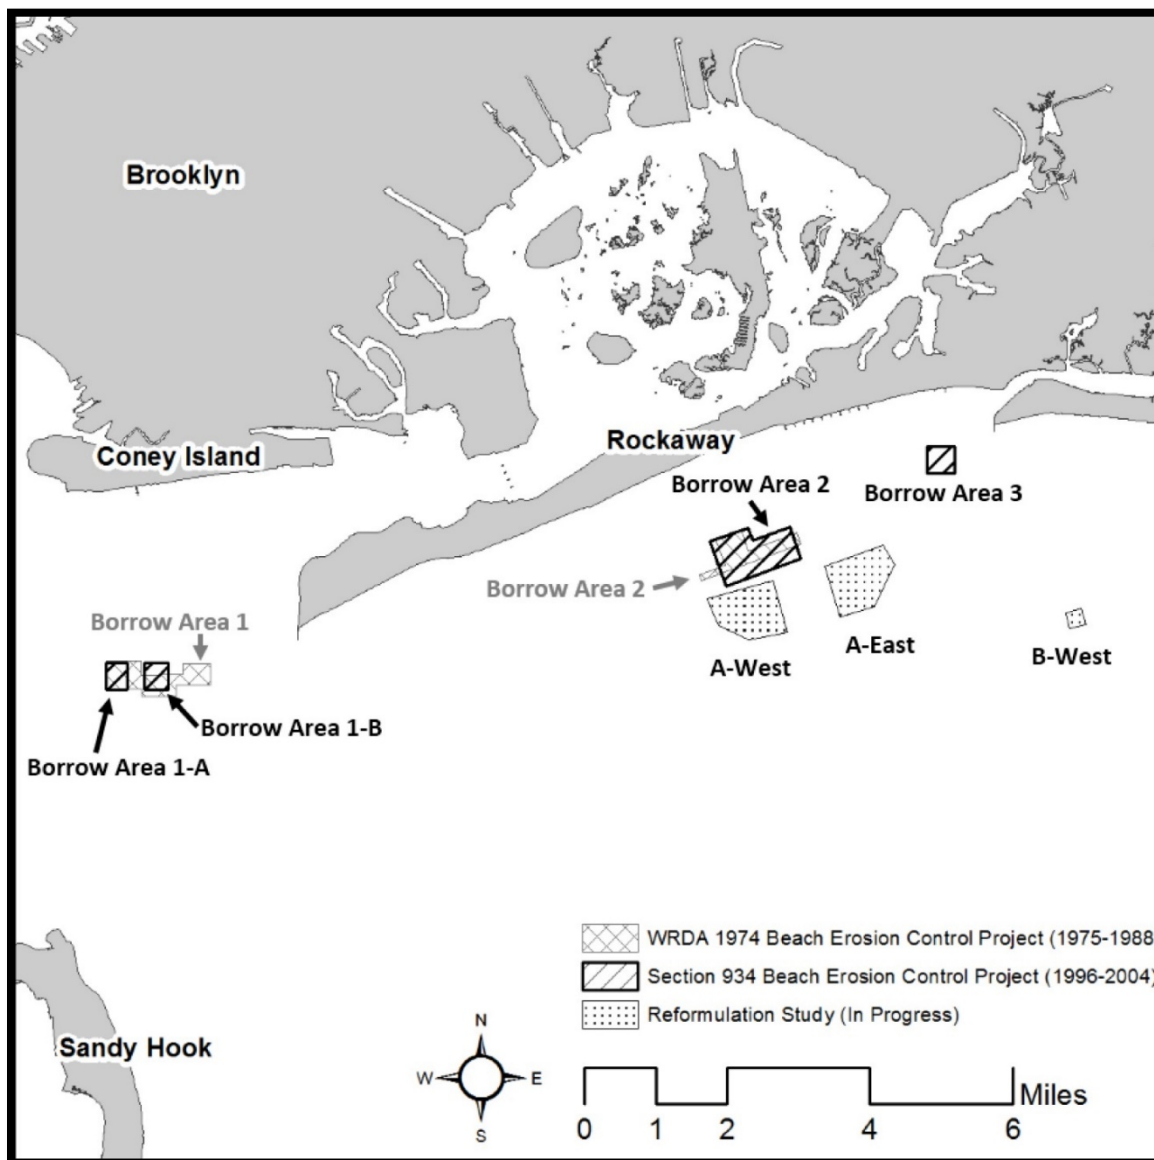 Brooklyn
Coney Island
Rockaway
Borrow Area 2
Borrow Area 3
Borrow Area 2
Borrow Area 1
A-West
A-East
B-West
Borrow Area 1-B
Borrow Area 1-A
WRDA 1974 Beach Erosion Control Project (1975-1988
Section 934 Beach Erosion Control Project (1996-2004)
Reformulation Study (In Progress)
Sandy Hook
N
W E
S
Miles
0 1 2 4 6